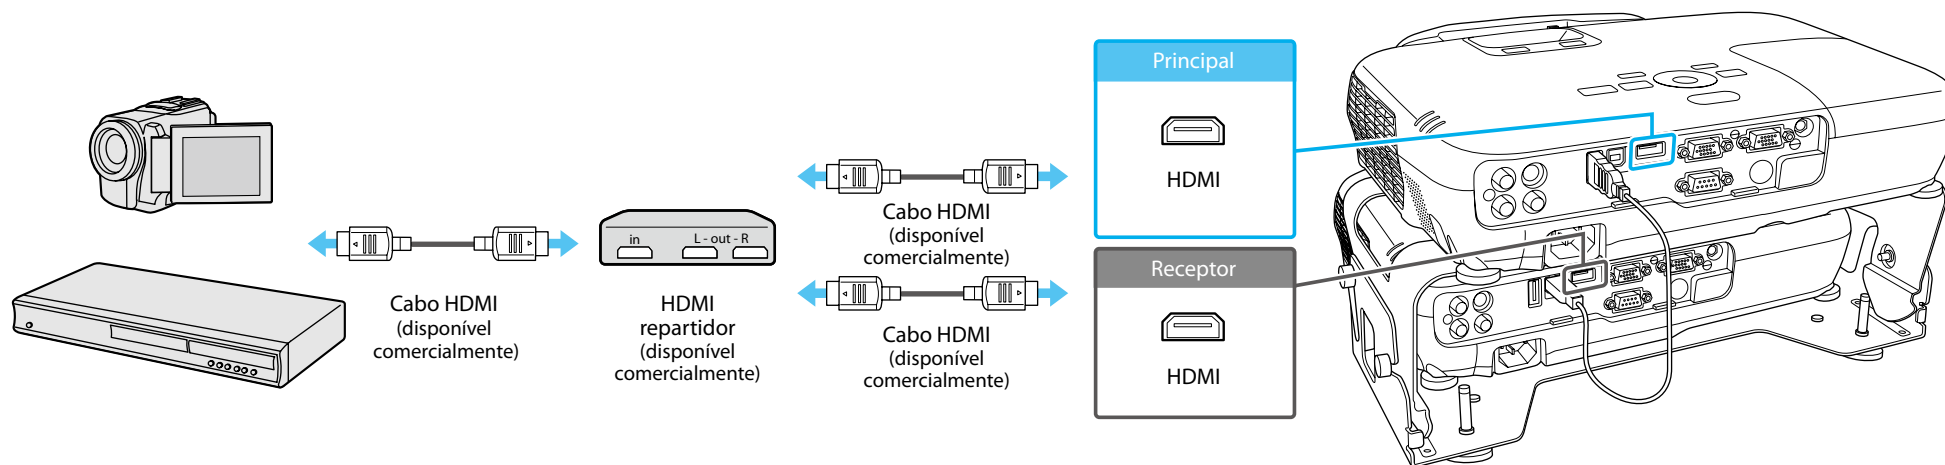 Cabo HDMI
(disponível
comercialmente)
in
L - out - R
HDMI
repartidor
(disponível
comercialmente)
Cabo HDMI
(disponível
comercialmente)
Cabo HDMI
(disponível
comercialmente)
Principal
HDMI
Receptor
HDMI